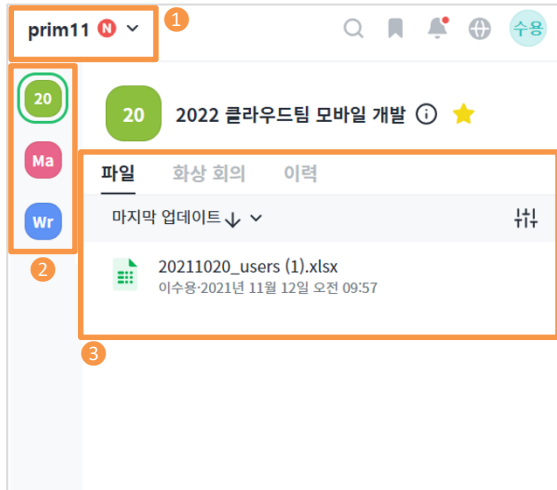 prim11 N
1
수용
20
20
2022 클라우드팀 모바일 개발
Ma
파일 화상 회의 이력
Wr
마지막 업데이트
2
20211020_users (1).xlsx
이수용·2021년 11월 12일 오전 09:57
3